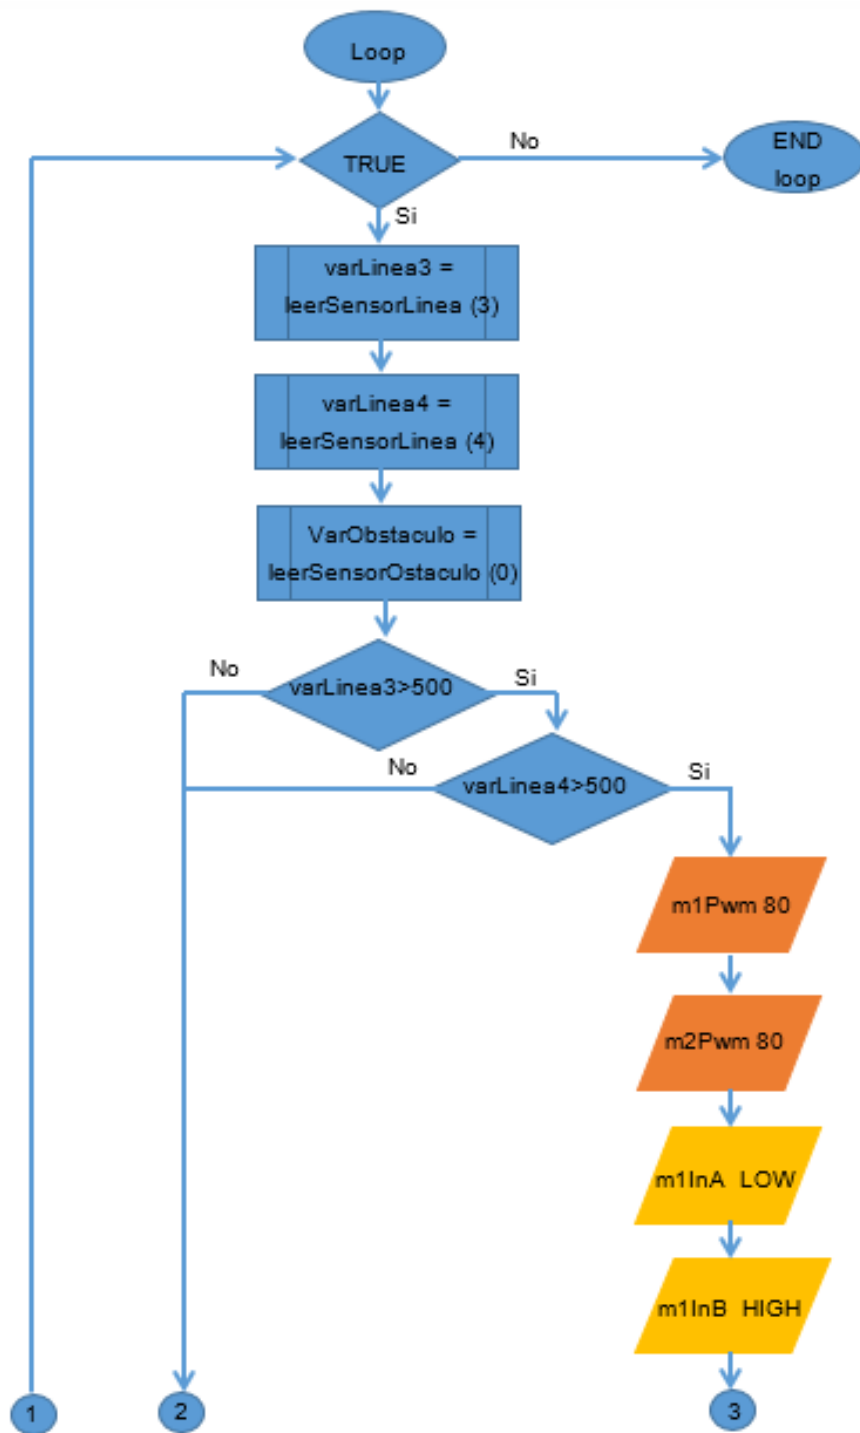 Loop
TRUE
No
END
loop
Si
varLinea3 =
leerSensorLinea (3)
varLinea4 =
leerSensorLinea (4)
VarObstaculo =
leerSensorOstaculo (0)
No
varLinea3>500
Si
No
varLinea4>500
Si
m1Pwm 80
m2Pwm 80
m1InA LOW
m1InB HIGH
1
2
3